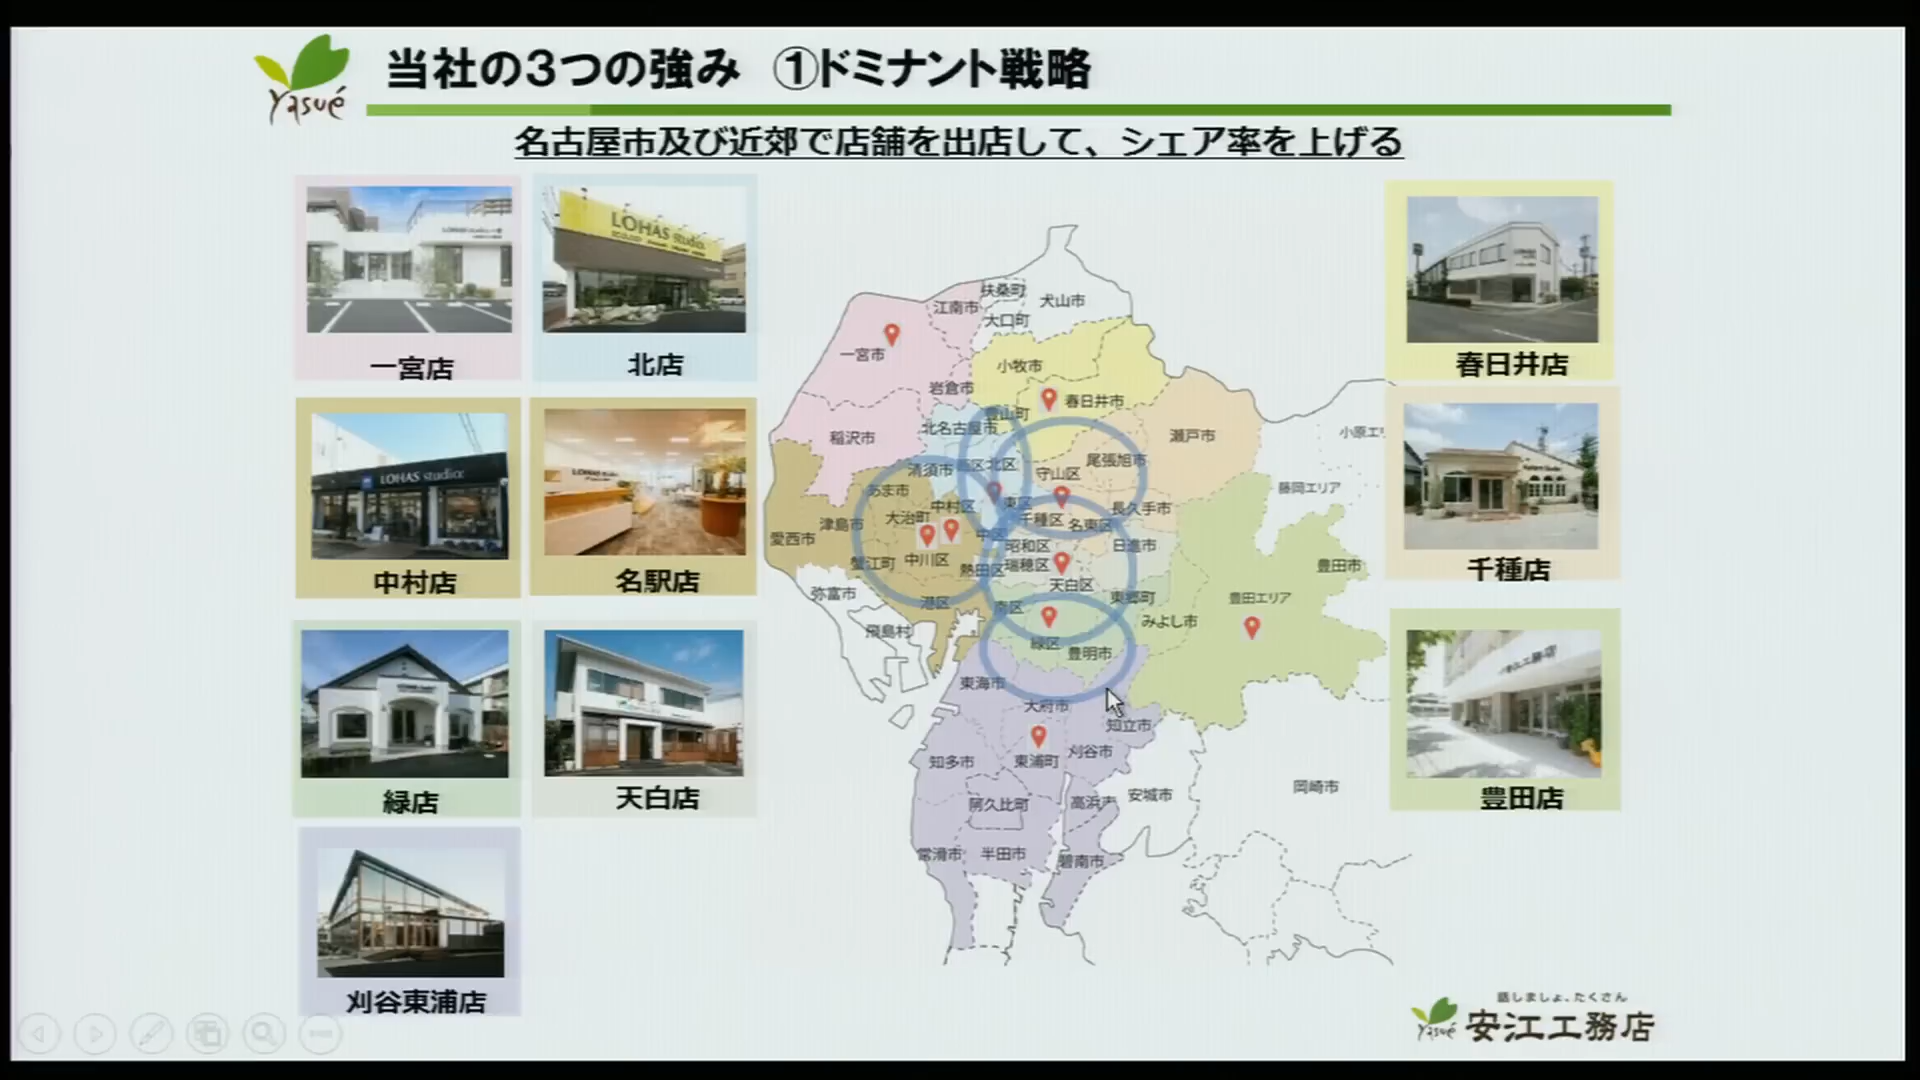 Yasué
当社の3つの強み ①ドミナント戦略
名古屋市及び近郊で店舗を出店して、シェア率を上げる
一宮店
LOHAS studio
北店
LOHAS studio
中村店
名駅店
緑店
天白店
刈谷東浦店
春日井店
千種店
豊田店
扶桑町
江南市
犬山市
大口町
一宮市
小牧市
岩倉市
春日井市
豊山町
北名古屋市
稲沢市
瀬戸市
小原エリ
清須市
北区
守山区
尾張旭市
あま市
藤岡エリア
中村区
東区
大治町
千種区
名東区
長久手市
津島市
愛西市
中区
昭和区
日進市
蟹江町
中川区
熱田区
瑞穂区
天白区
豊田市
弥富市
港区
南区
東郷町
豊田エリア
みよし市
飛島村
緑区
豊明市
東海市
大府市
知立市
知多市
東浦町
刈谷市
岡崎市
阿久比町
高浜市
安城市
常滑市
半田市
碧南市
話しましょ、たくさん
Yasué 安江工務店